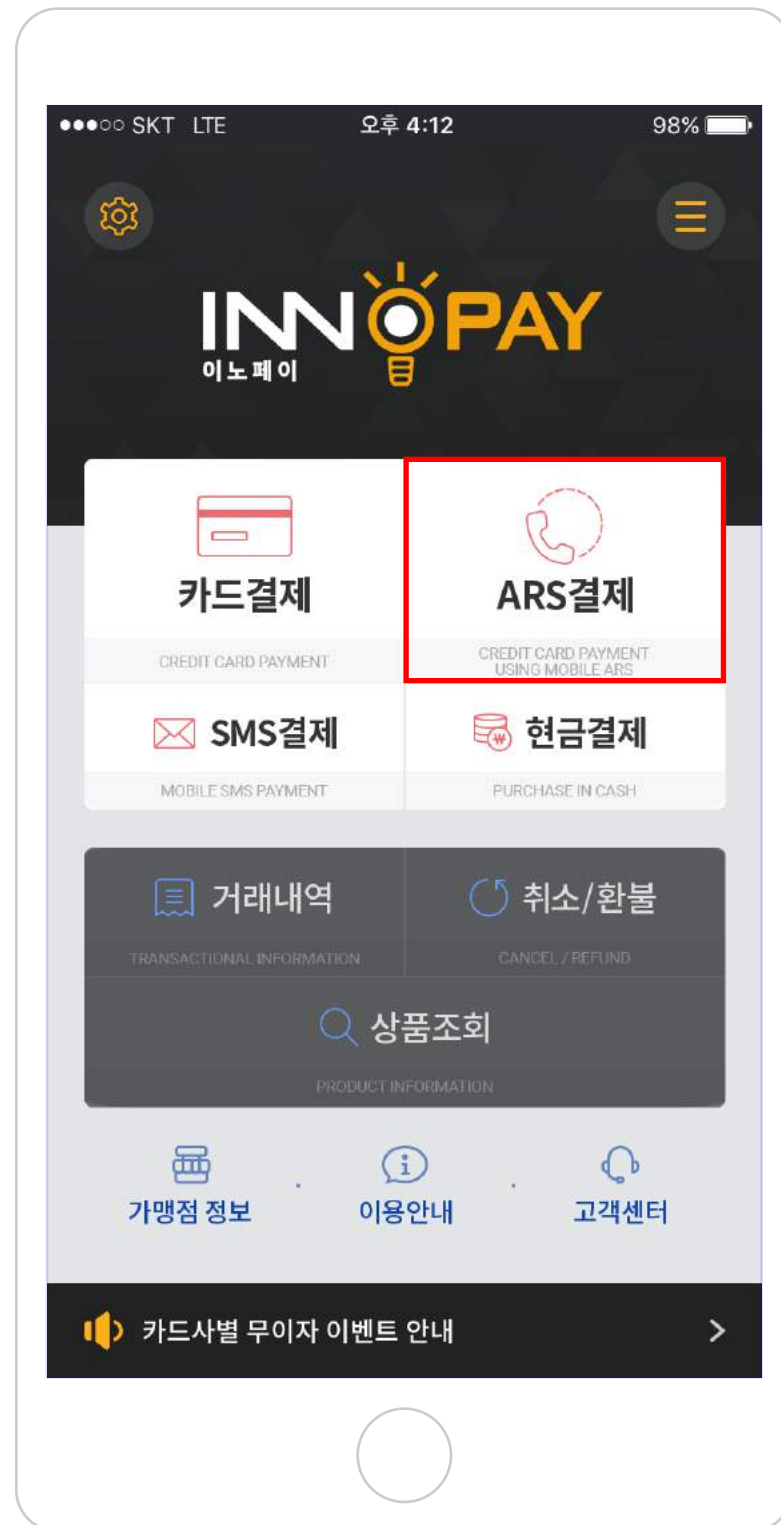 ●●●○○ SKT LTE 오후 4:12 98%
INNOPAY
이노페이
카드결제 ARS결제
CREDIT CARD PAYMENT CREDIT CARD PAYMENT
USING MOBILE ARS
SMS결제 현금결제
MOBILE SMS PAYMENT PURCHASE IN CASH
거래내역 취소/환불
TRANSACTIONAL INFORMATION CANCEL / REFUND
상품조회
PRODUCT INFORMATION
가맹점 정보 · 이용안내 · 고객센터
카드사별 무이자 이벤트 안내 >